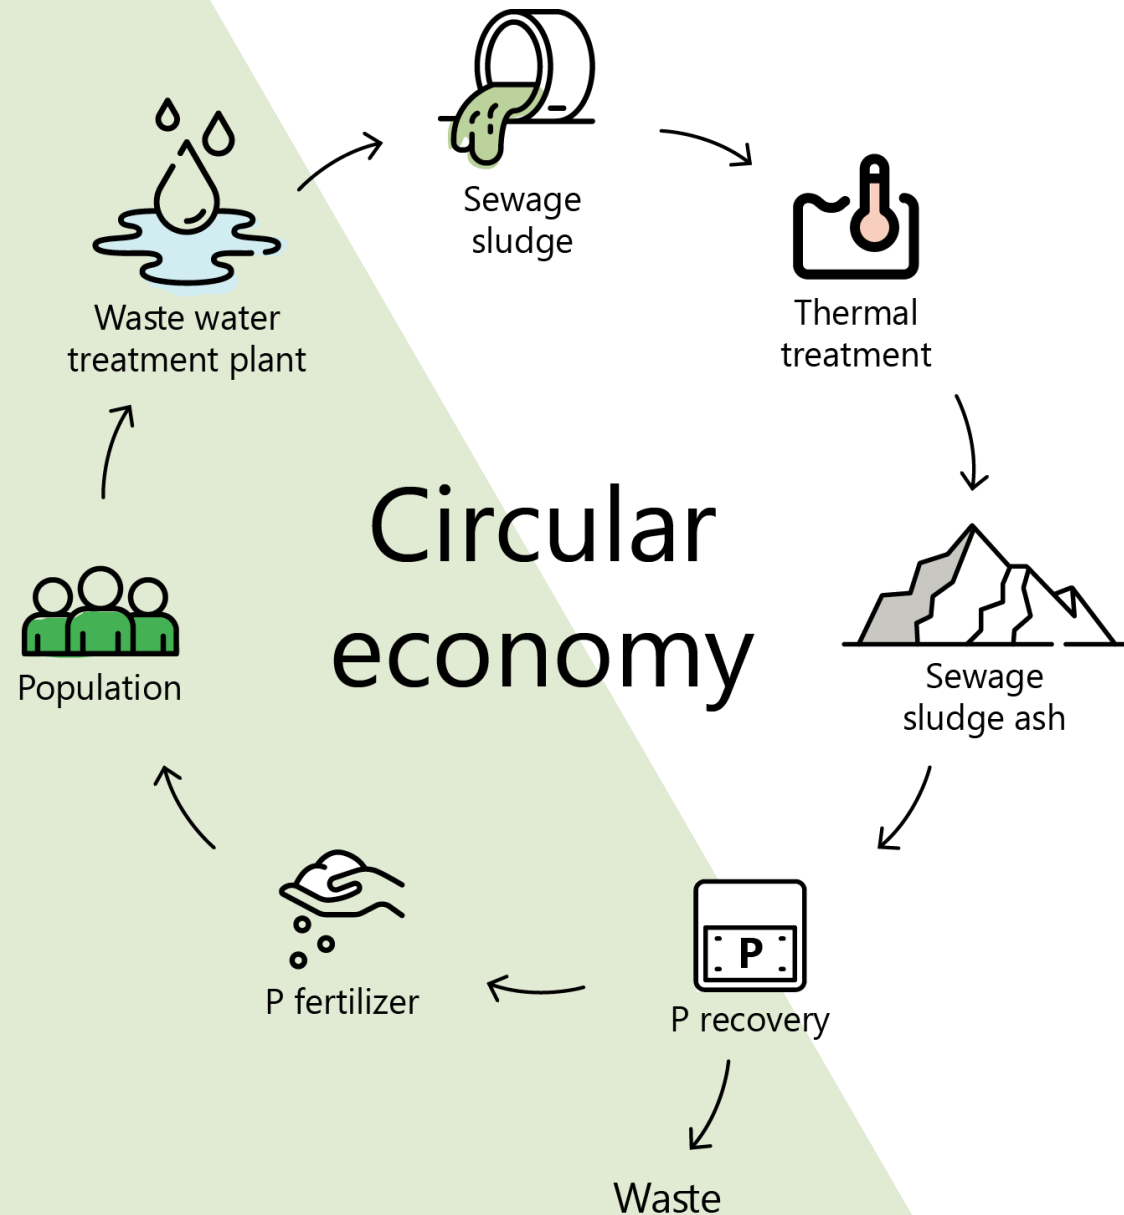 Sewage
sludge
Thermal
treatment
Sewage
sludge ash
P
P recovery
Waste
P fertilizer
Population
Waste water
treatment plant
Circular
economy